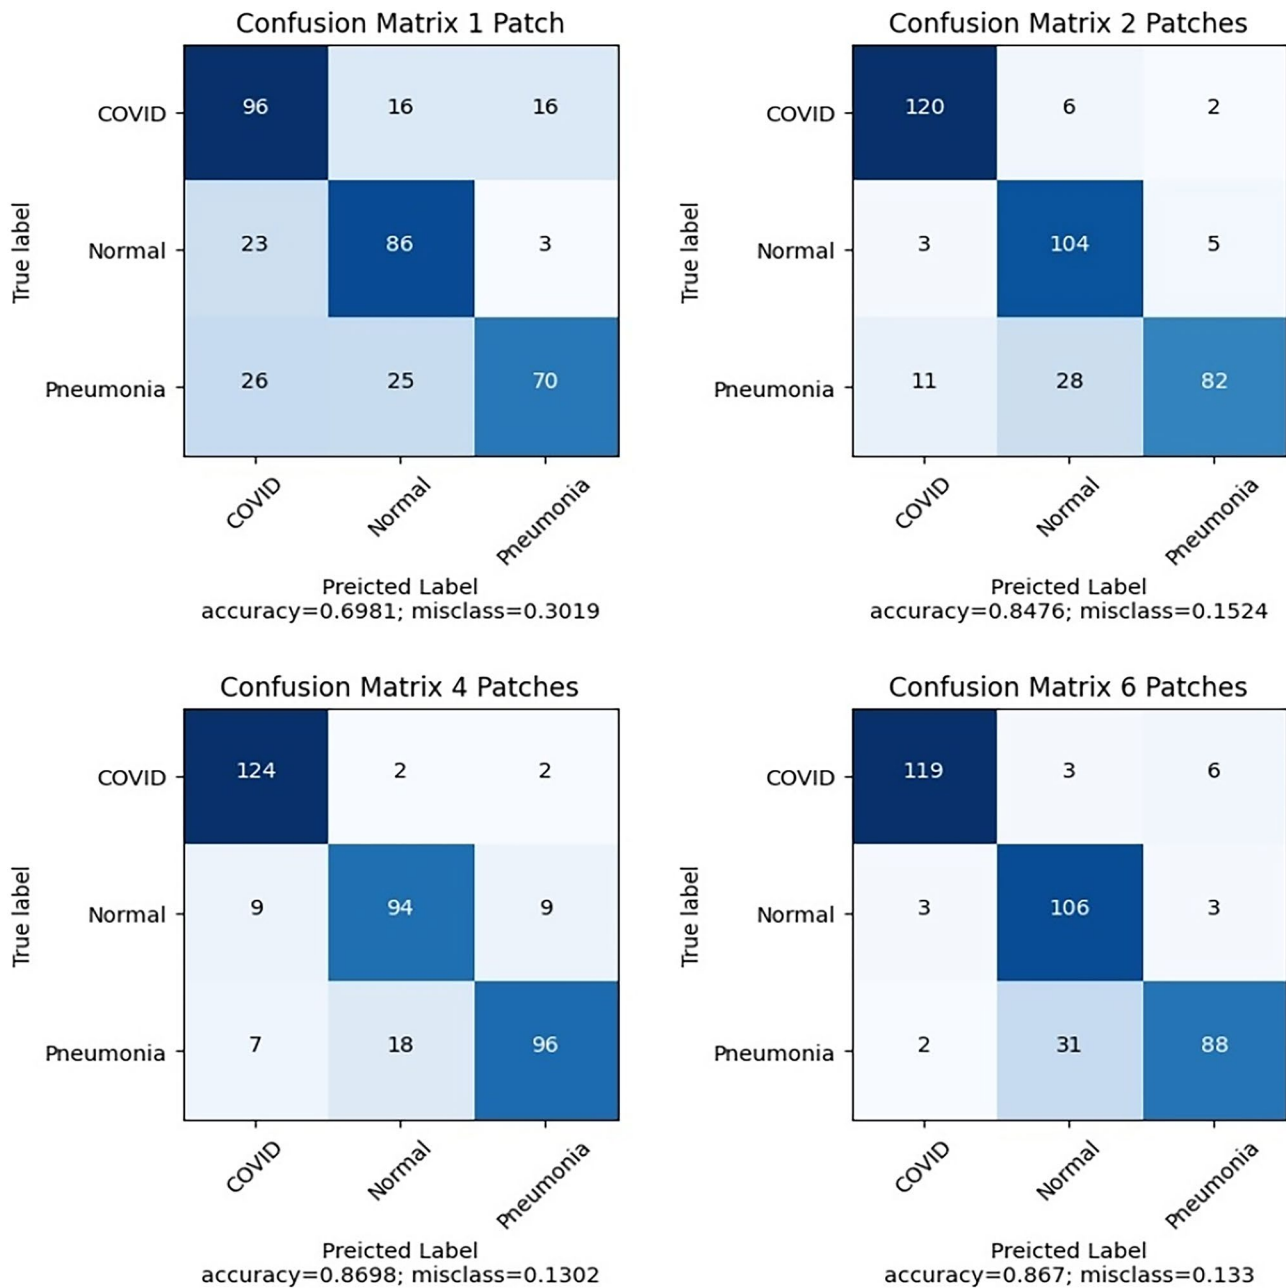 Confusion Matrix 1 Patch
COVID 96 16 16
Normal 23 86 3
Pneumonia 26 25 70
True label
COVID Normal Pneumonia
Preicted Label
accuracy=0.6981; misclass=0.3019
Confusion Matrix 2 Patches
COVID 120 6 2
Normal 3 104 5
Pneumonia 11 28 82
True label
COVID Normal Pneumonia
Preicted Label
accuracy=0.8476; misclass=0.1524
Confusion Matrix 4 Patches
COVID 124 2 2
Normal 9 94 9
Pneumonia 7 18 96
True label
COVID Normal Pneumonia
Preicted Label
accuracy=0.8698; misclass=0.1302
Confusion Matrix 6 Patches
COVID 119 3 6
Normal 3 106 3
Pneumonia 2 31 88
True label
COVID Normal Pneumonia
Preicted Label
accuracy=0.867; misclass=0.133